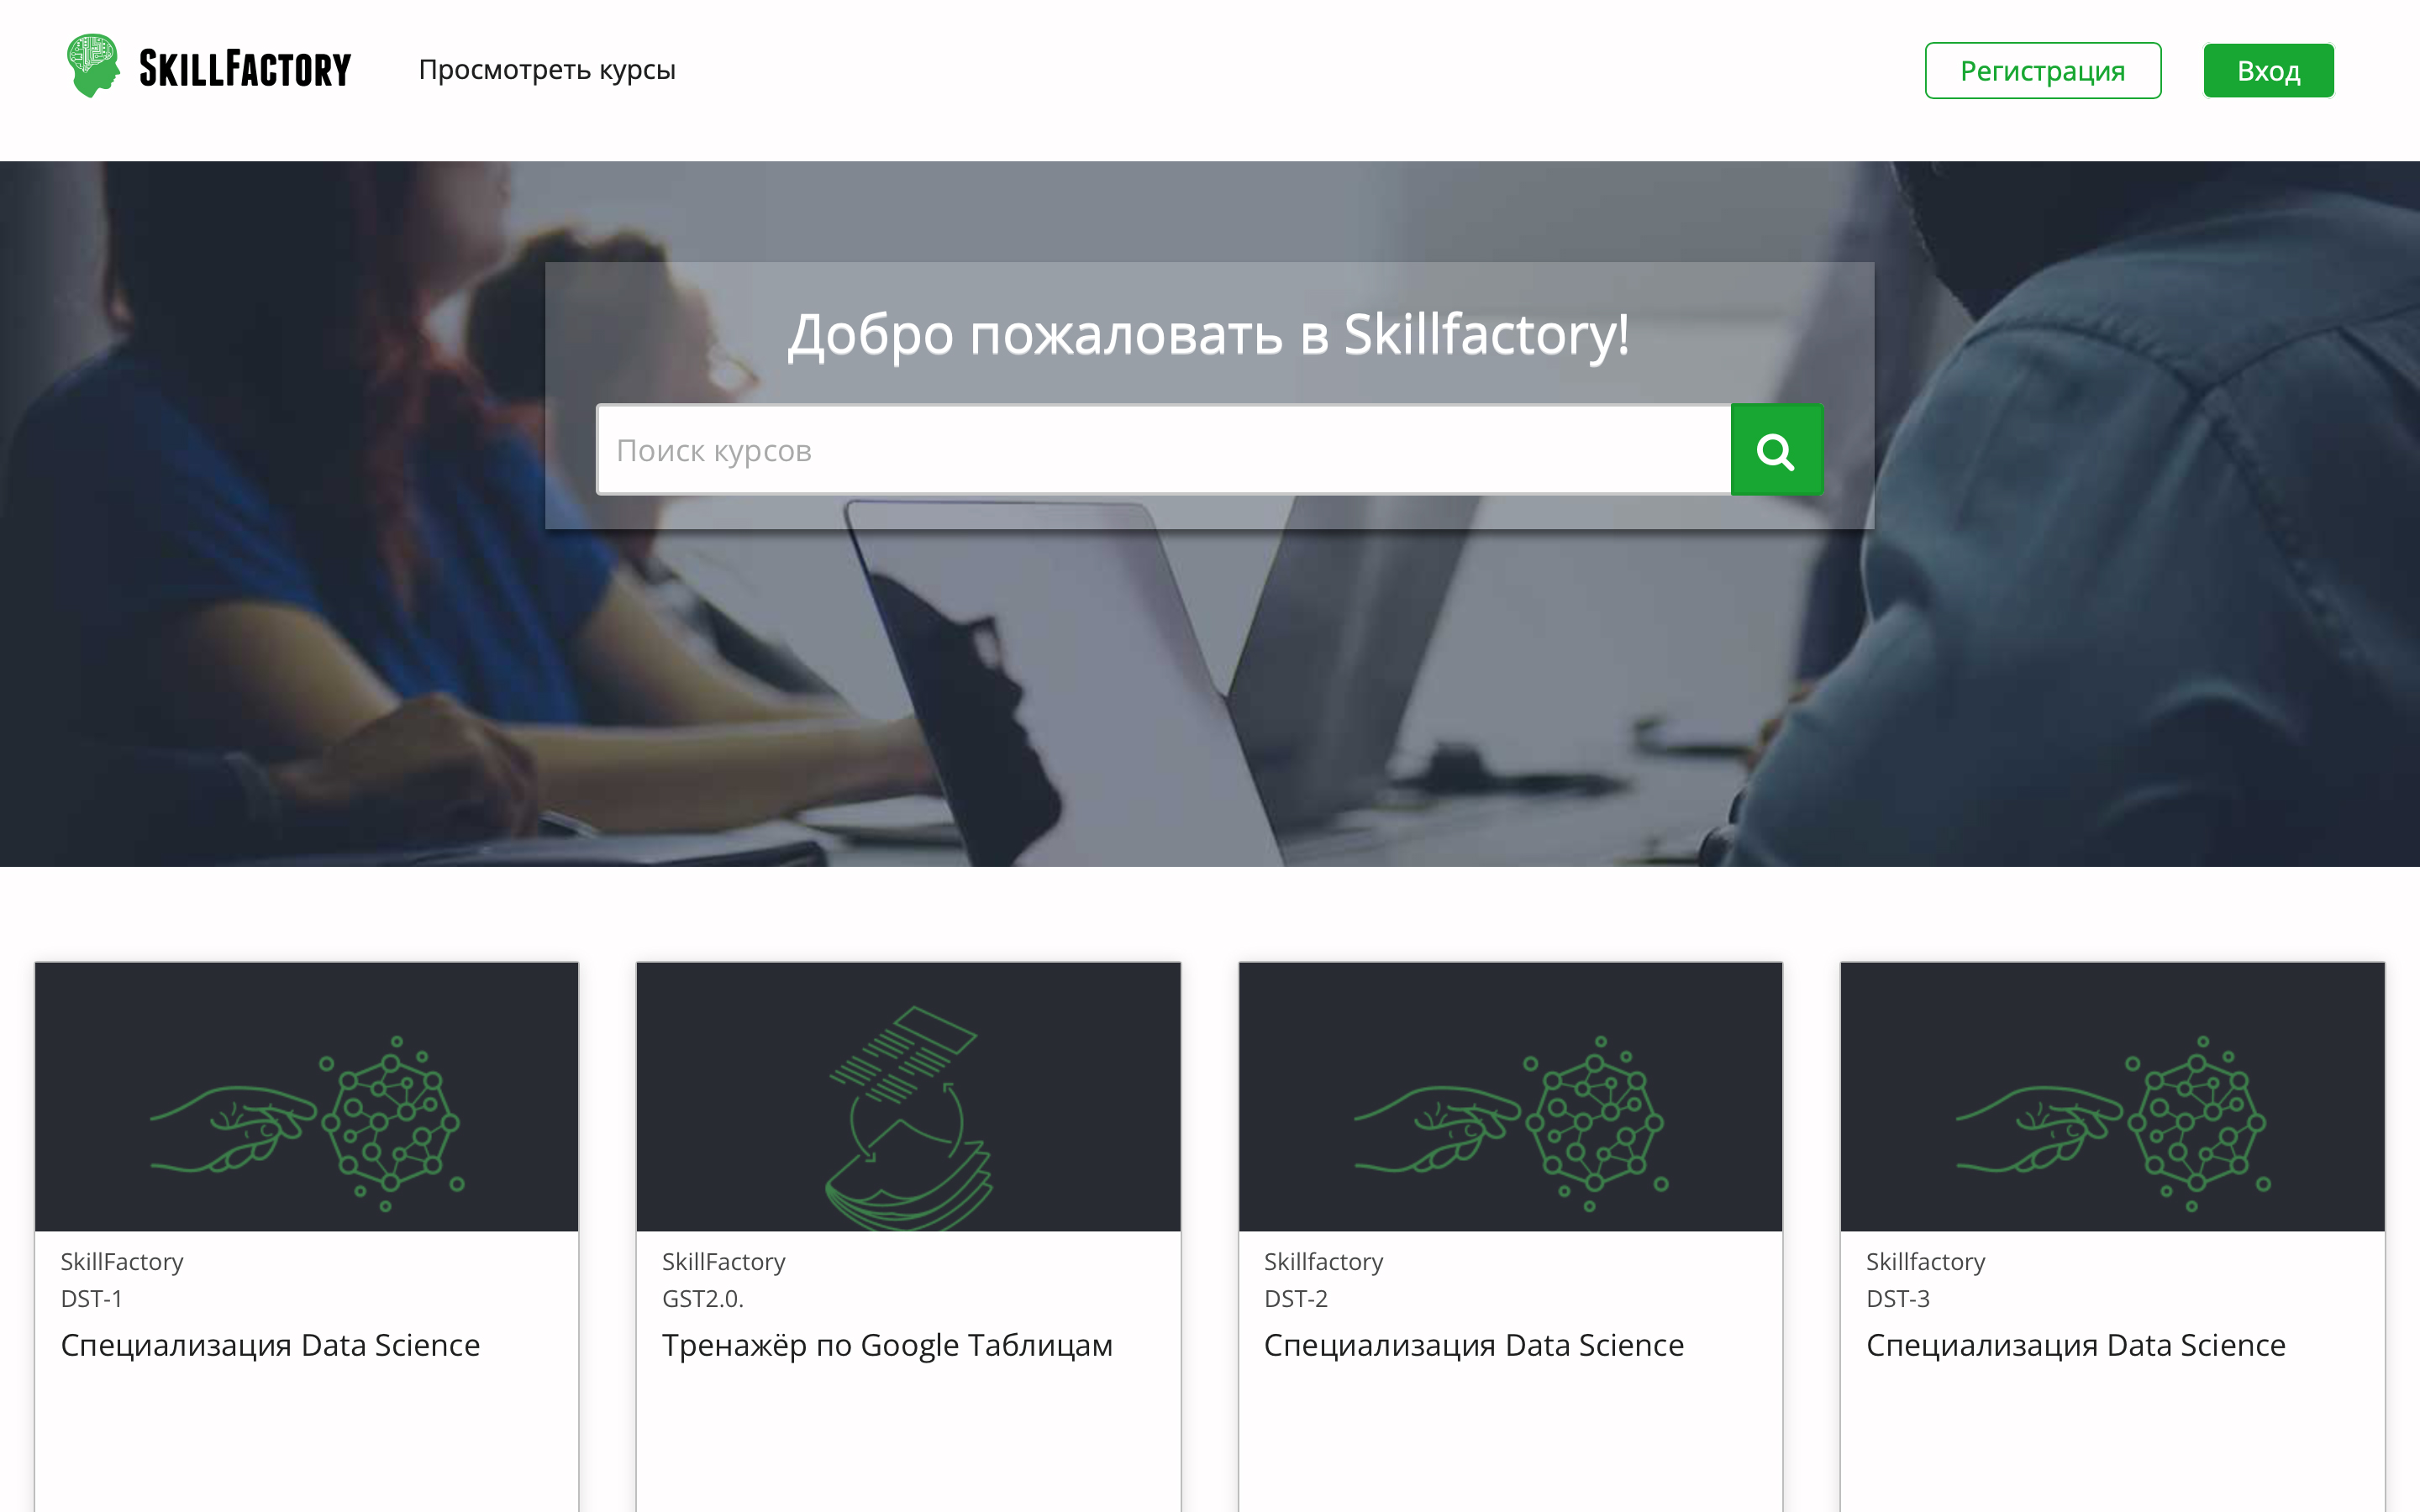 SKILLFACTORY
Просмотреть курсы
Регистрация
Вход
Добро пожаловать в Skillfactory!
Поиск курсов
SkillFactory
DST-1
Специализация Data Science
SkillFactory
GST2.0.
Тренажёр по Google Таблицам
Skillfactory
DST-2
Специализация Data Science
Skillfactory
DST-3
Специализация Data Science